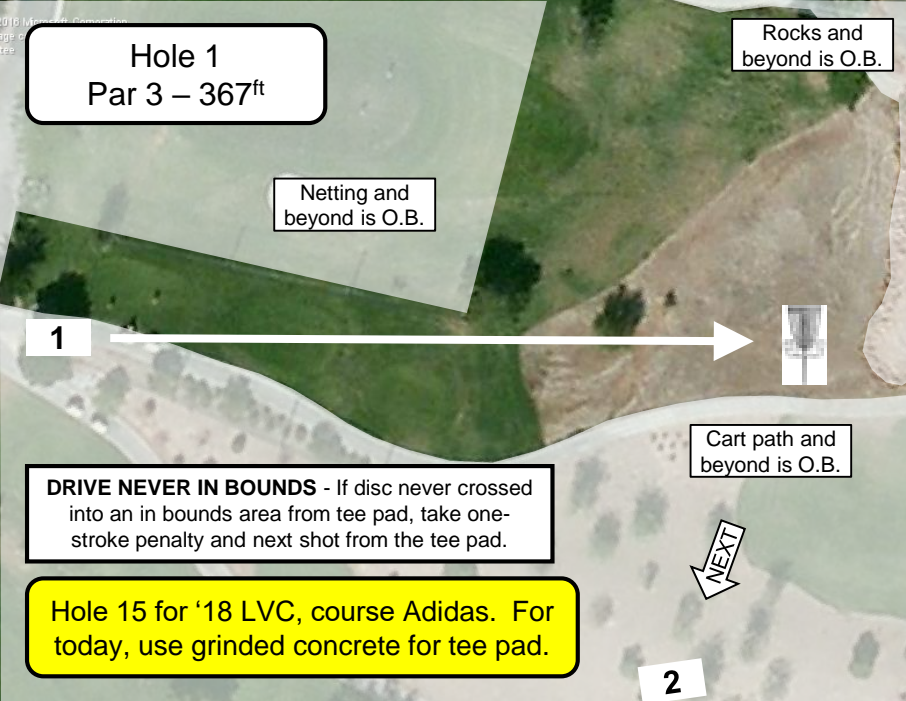 2016 Microsoft Corporation
Hole 1
Par 3 – 367ft
Rocks and
beyond is O.B.
Netting and
beyond is O.B.
1
Cart path and
beyond is O.B.
DRIVE NEVER IN BOUNDS - If disc never crossed
into an in bounds area from tee pad, take one-
stroke penalty and next shot from the tee pad.
NEXT
Hole 15 for ‘18 LVC, course Adidas. For
today, use grinded concrete for tee pad.
2